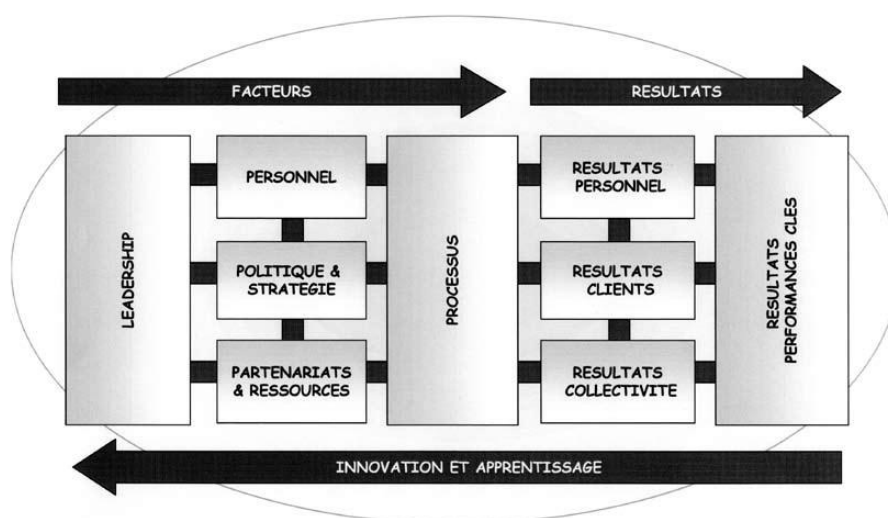 FACTEURS
RESULTATS
LEADERSHIP
PERSONNEL
POLITIQUE &
STRATEGIE
PARTENARIATS
& RESSOURCES
PROCESSUS
RESULTATS
PERSONNEL
RESULTATS
CLIENTS
RESULTATS
COLLECTIVITE
RESULTATS
PERFORMANCES CLES
INNOVATION ET APPRENTISSAGE